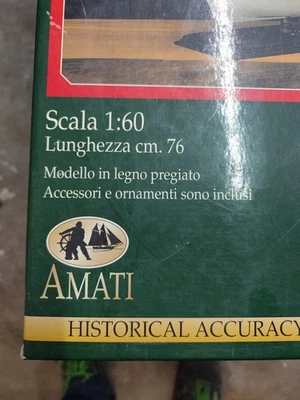 Scala 1:60
Lunghezza cm. 76
Modello in legno pregiato
Accessori e ornamenti sono inclusi
AMATI
HISTORICAL ACCURACY